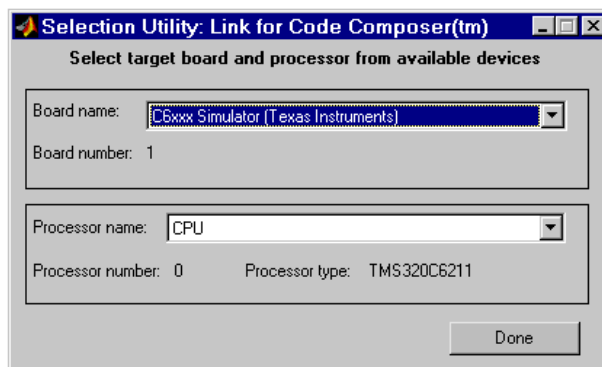 Selection Utility: Link for Code Composer(tm)
Select target board and processor from available devices
Board name: C6xxx Simulator (Texas Instruments)
Board number: 1
Processor name: CPU
Processor number: 0 Processor type: TMS320C6211
Done